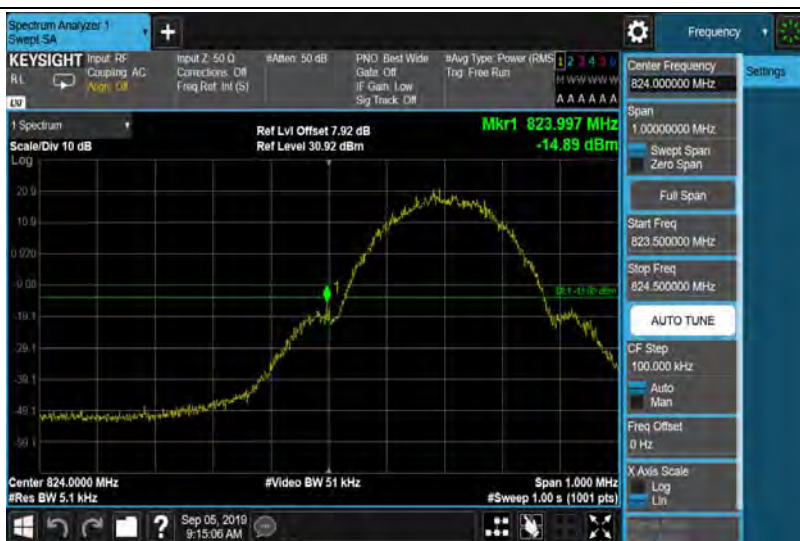 Spectrum Analyzer 1
Swept SA
Frequency
KEYSIGHT
Input: RF
Coupling: AC
Align: Off
Input Z: 50 Ω
Corrections: Off
Freq Ref: Int (S)
#Atten: 50 dB
PNO: Best Wide
Gate: Off
IF Gain: Low
Sig Track: Off
#Avg Type: Power (RMS
Trig: Free Run
1 2 3 4 5 6
M W W W W W
A A A A A A
R L
LXI
1 Spectrum
Scale/Div 10 dB
Log
Ref Lvl Offset 7.92 dB
Ref Level 30.92 dBm
Mkr1 823.997 MHz
-14.89 dBm
20.9
10.9
0.920
-9.08
-19.1
-29.1
-39.1
-49.1
-59.1
1
DL1 -13.00 dBm
Center 824.0000 MHz
#Res BW 5.1 kHz
#Video BW 51 kHz
Span 1.000 MHz
#Sweep 1.00 s (1001 pts)
Sep 05, 2019
9:15:06 AM
Center Frequency
824.000000 MHz
Span
1.00000000 MHz
Swept Span
Zero Span
Full Span
Start Freq
823.500000 MHz
Stop Freq
824.500000 MHz
AUTO TUNE
CF Step
100.000 kHz
Auto
Man
Freq Offset
0 Hz
X Axis Scale
Log
Lin
Settings